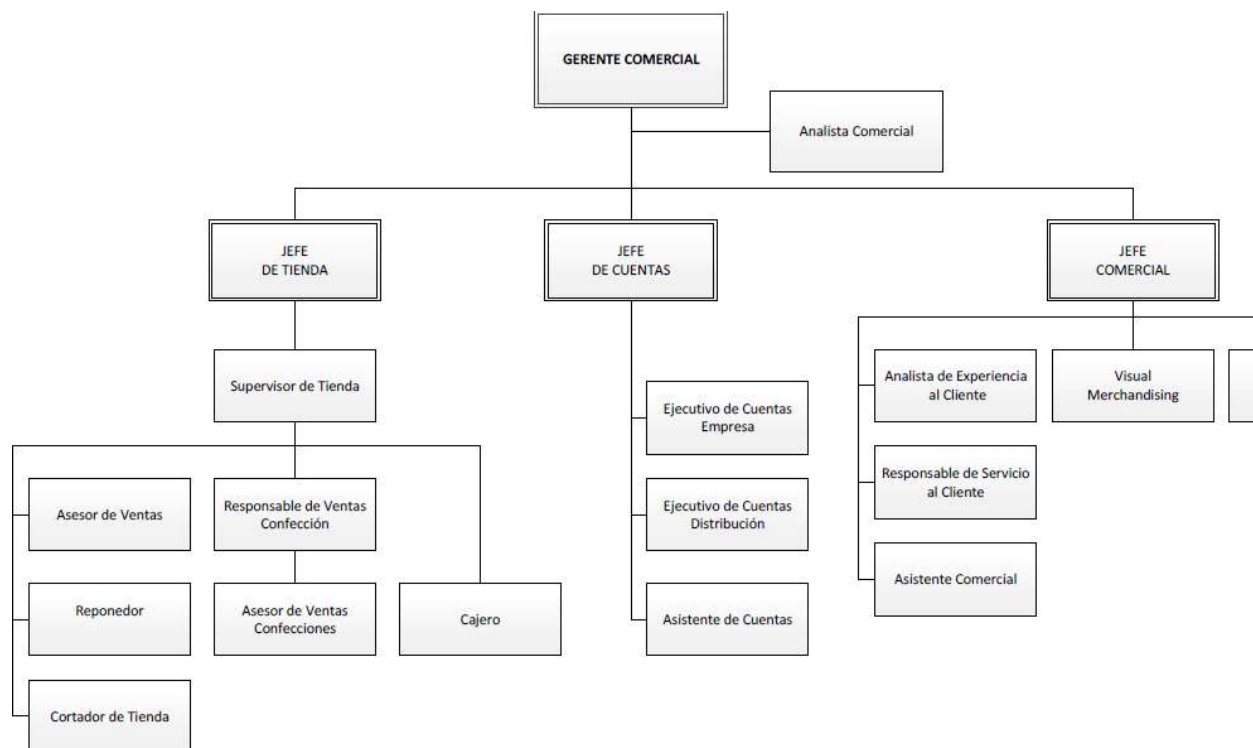 GERENTE COMERCIAL
Analista Comercial
JEFE
DE TIENDA
JEFE
DE CUENTAS
JEFE
COMERCIAL
Supervisor de Tienda
Analista de Experiencia
al Cliente
Visual
Merchandising
Ejecutivo de Cuentas
Empresa
Responsable de Servicio
al Cliente
Asesor de Ventas
Responsable de Ventas
Confección
Ejecutivo de Cuentas
Distribución
Asistente Comercial
Reponedor
Asesor de Ventas
Confecciones
Cajero
Asistente de Cuentas
Cortador de Tienda